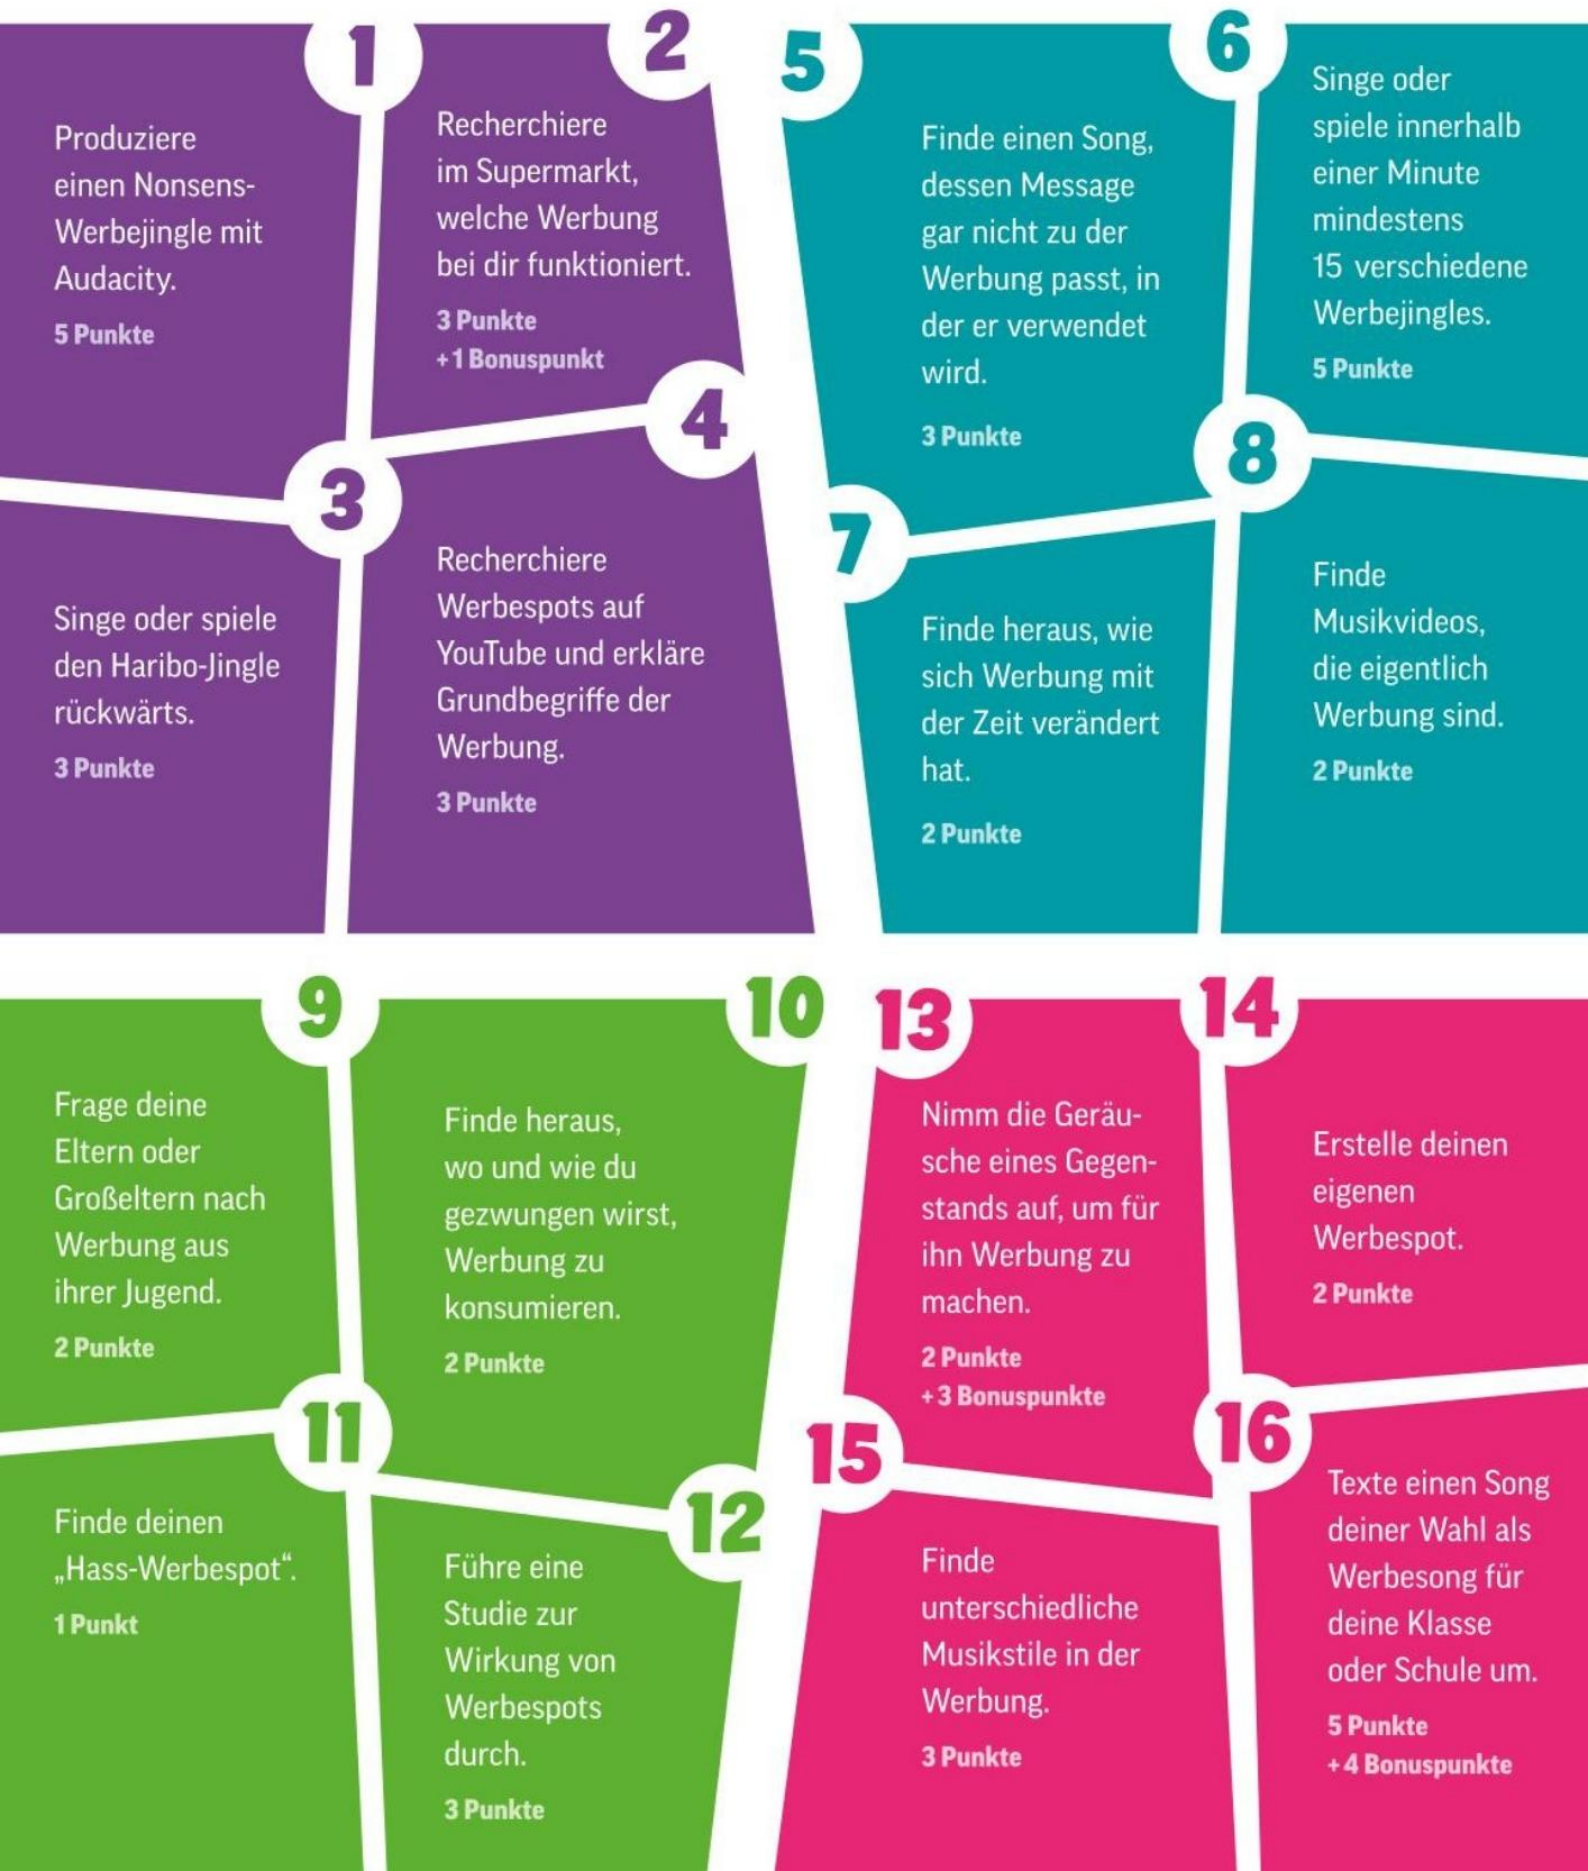 1
Produziere
einen Nonsens-
Werbejingle mit
Audacity.
5 Punkte
2
Recherchiere
im Supermarkt,
welche Werbung
bei dir funktioniert.
3 Punkte
+1 Bonuspunkt
3
Singe oder spiele
den Haribo-Jingle
rückwärts.
3 Punkte
4
Recherchiere
Werbespots auf
YouTube und erkläre
Grundbegriffe der
Werbung.
3 Punkte
5
Finde einen Song,
dessen Message
gar nicht zu der
Werbung passt, in
der er verwendet
wird.
3 Punkte
6
Singe oder
spiele innerhalb
einer Minute
mindestens
15 verschiedene
Werbejingles.
5 Punkte
7
Finde heraus, wie
sich Werbung mit
der Zeit verändert
hat.
2 Punkte
8
Finde
Musikvideos,
die eigentlich
Werbung sind.
2 Punkte
9
Frage deine
Eltern oder
Großeltern nach
Werbung aus
ihrer Jugend.
2 Punkte
10
Finde heraus,
wo und wie du
gezwungen wirst,
Werbung zu
konsumieren.
2 Punkte
11
Finde deinen
„Hass-Werbespot“.
1 Punkt
12
Führe eine
Studie zur
Wirkung von
Werbespots
durch.
3 Punkte
13
Nimm die Geräu-
sche eines Gegen-
stands auf, um für
ihn Werbung zu
machen.
2 Punkte
+3 Bonuspunkte
14
Erstelle deinen
eigenen
Werbespot.
2 Punkte
15
Finde
unterschiedliche
Musikstile in der
Werbung.
3 Punkte
16
Texte einen Song
deiner Wahl als
Werbesong für
deine Klasse
oder Schule um.
5 Punkte
+4 Bonuspunkte